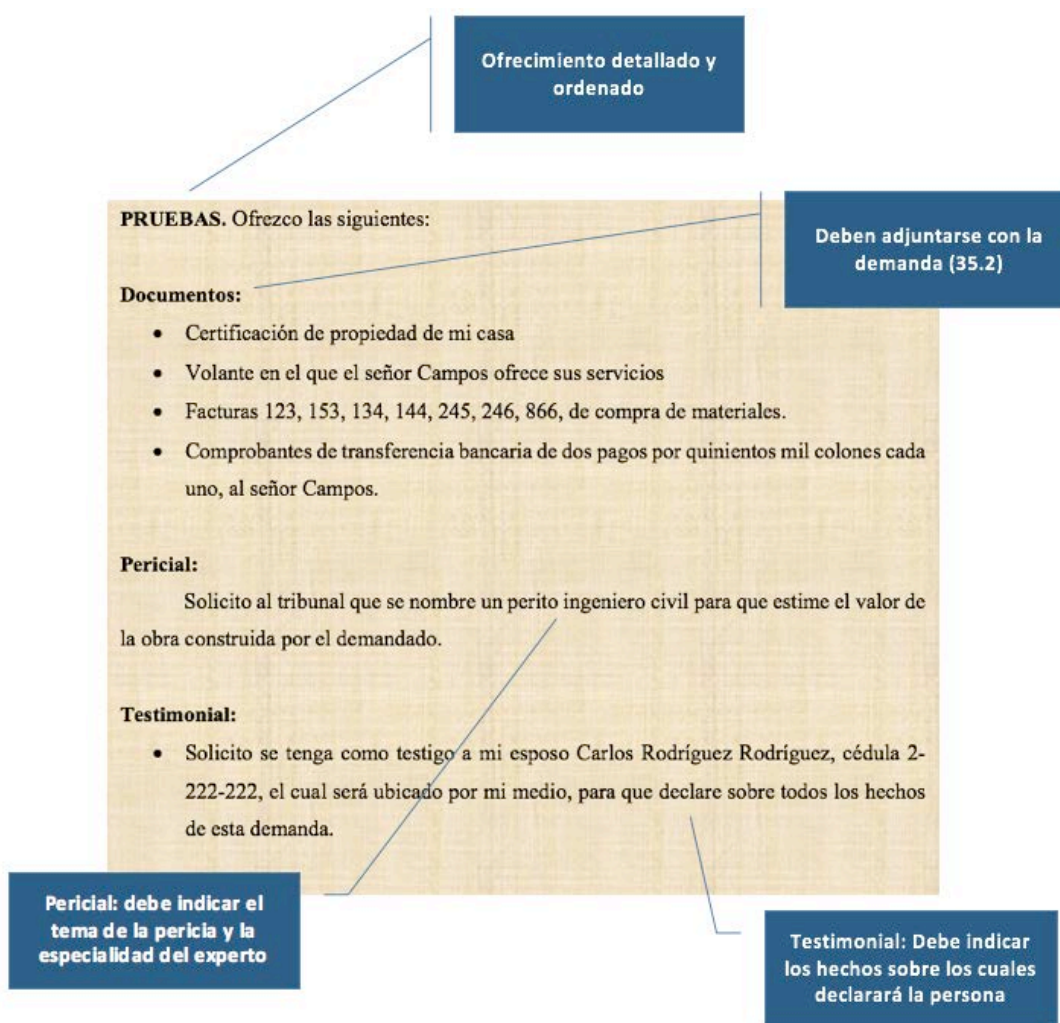 Ofrecimiento detallado y
ordenado
PRUEBAS. Ofrezco las siguientes:
Deben adjuntarse con la
demanda (35.2)
Documentos:
• Certificación de propiedad de mi casa
• Volante en el que el señor Campos ofrece sus servicios
• Facturas 123, 153, 134, 144, 245, 246, 866, de compra de materiales.
• Comprobantes de transferencia bancaria de dos pagos por quinientos mil colones cada
uno, al señor Campos.
Pericial:
Solicito al tribunal que se nombre un perito ingeniero civil para que estime el valor de
la obra construida por el demandado.
Testimonial:
• Solicito se tenga como testigo a mi esposo Carlos Rodríguez Rodríguez, cédula 2-
222-222, el cual será ubicado por mi medio, para que declare sobre todos los hechos
de esta demanda.
Pericial: debe indicar el
tema de la pericia y la
especialidad del experto
Testimonial: Debe indicar
los hechos sobre los cuales
declarará la persona